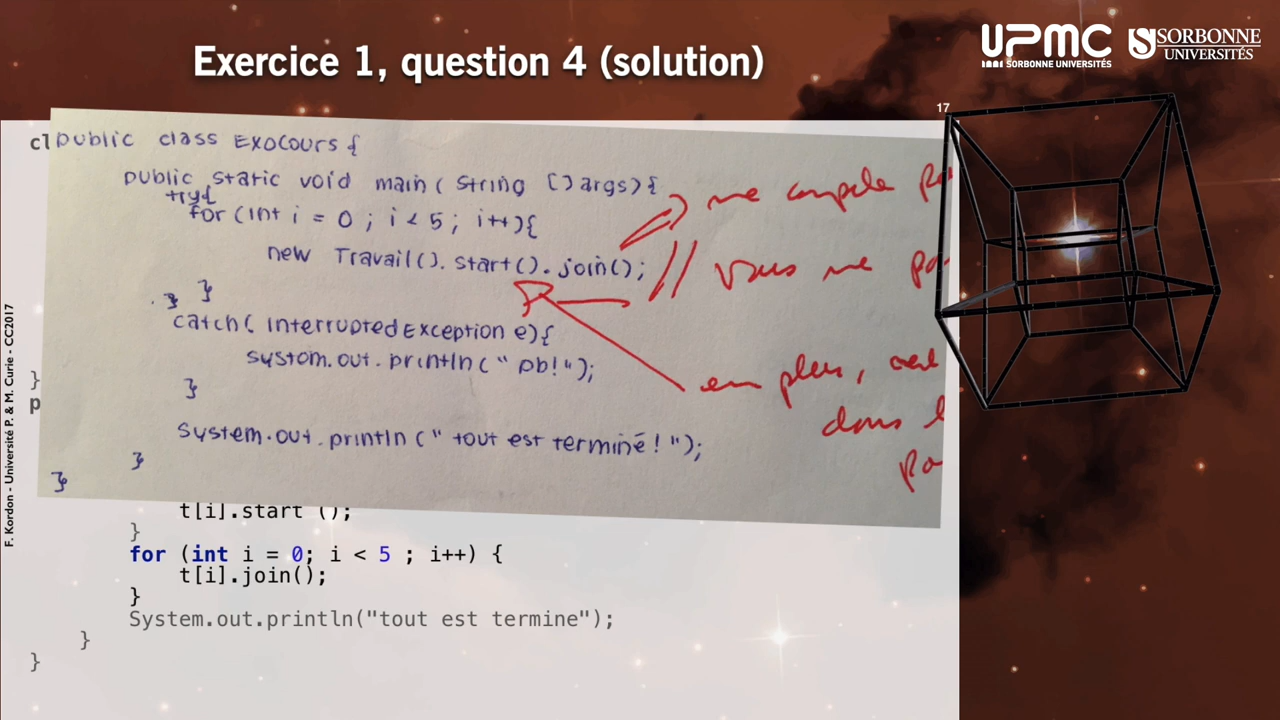 Exercice 1, question 4 (solution)
UPMC
SORBONNE UNIVERSITÉS
SORBONNE
UNIVERSITÉS
17
cl
public class ExoCours {
public static void main( String []args){
try{
for (int i = 0 ; i < 5 ; i++){
new Travail().start().join();
} }
catch( InterruptedException e){
system.out.println(" pb!");
}
System.out.println (" tout est terminé ! ");
}
}
ne compile
// vous ne
en plus,
dans
}
p
t[i].start ();
}
for (int i = 0; i < 5 ; i++) {
t[i].join();
}
System.out.println("tout est termine");
}
}
F. Kordon - Université P. & M. Curie - CC2017